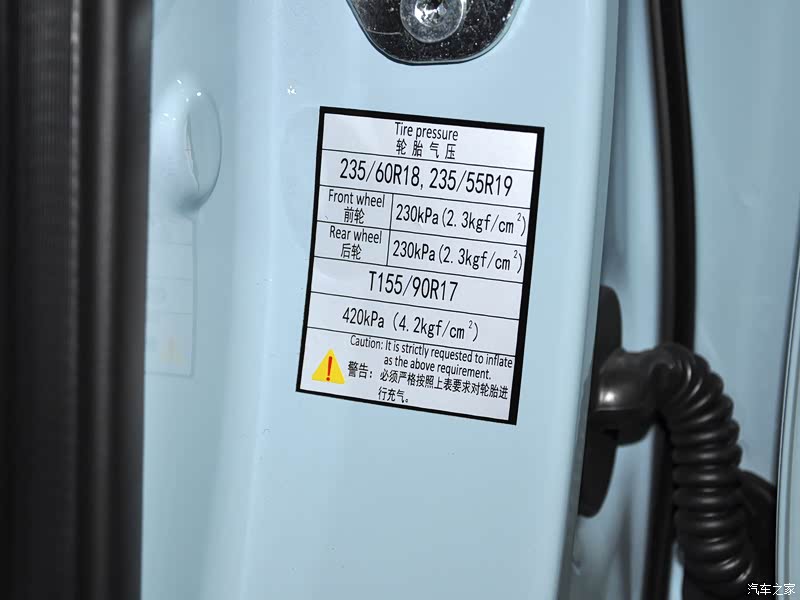 Tire pressure
轮胎气压
235/60R18, 235/55R19
Front wheel
前轮
230kPa(2.3kgf/cm²)
Rear wheel
后轮
230kPa(2.3kgf/cm²)
T155/90R17
420kPa (4.2kgf/cm²)
Caution: It is strictly requested to inflate
as the above requirement.
警告: 必须严格按照上表要求对轮胎进
行充气。
汽车之家